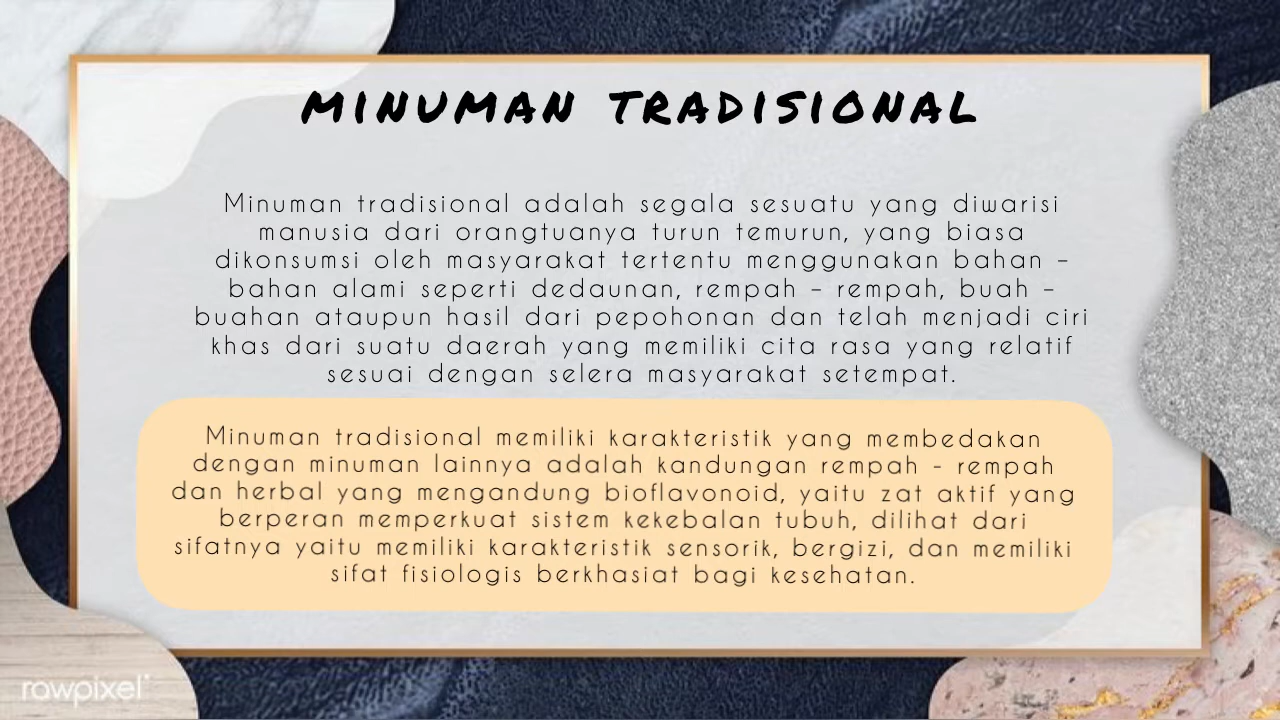 MINUMAN TRADISIONAL
Minuman tradisional adalah segala sesuatu yang diwarisi
manusia dari orangtuanya turun temurun, yang biasa
dikonsumsi oleh masyarakat tertentu menggunakan bahan –
bahan alami seperti dedaunan, rempah – rempah, buah –
buahan ataupun hasil dari pepohonan dan telah menjadi ciri
khas dari suatu daerah yang memiliki cita rasa yang relatif
sesuai dengan selera masyarakat setempat.
Minuman tradisional memiliki karakteristik yang membedakan
dengan minuman lainnya adalah kandungan rempah - rempah
dan herbal yang mengandung bioflavonoid, yaitu zat aktif yang
berperan memperkuat sistem kekebalan tubuh, dilihat dari
sifatnya yaitu memiliki karakteristik sensorik, bergizi, dan memiliki
sifat fisiologis berkhasiat bagi kesehatan.
rawpixel